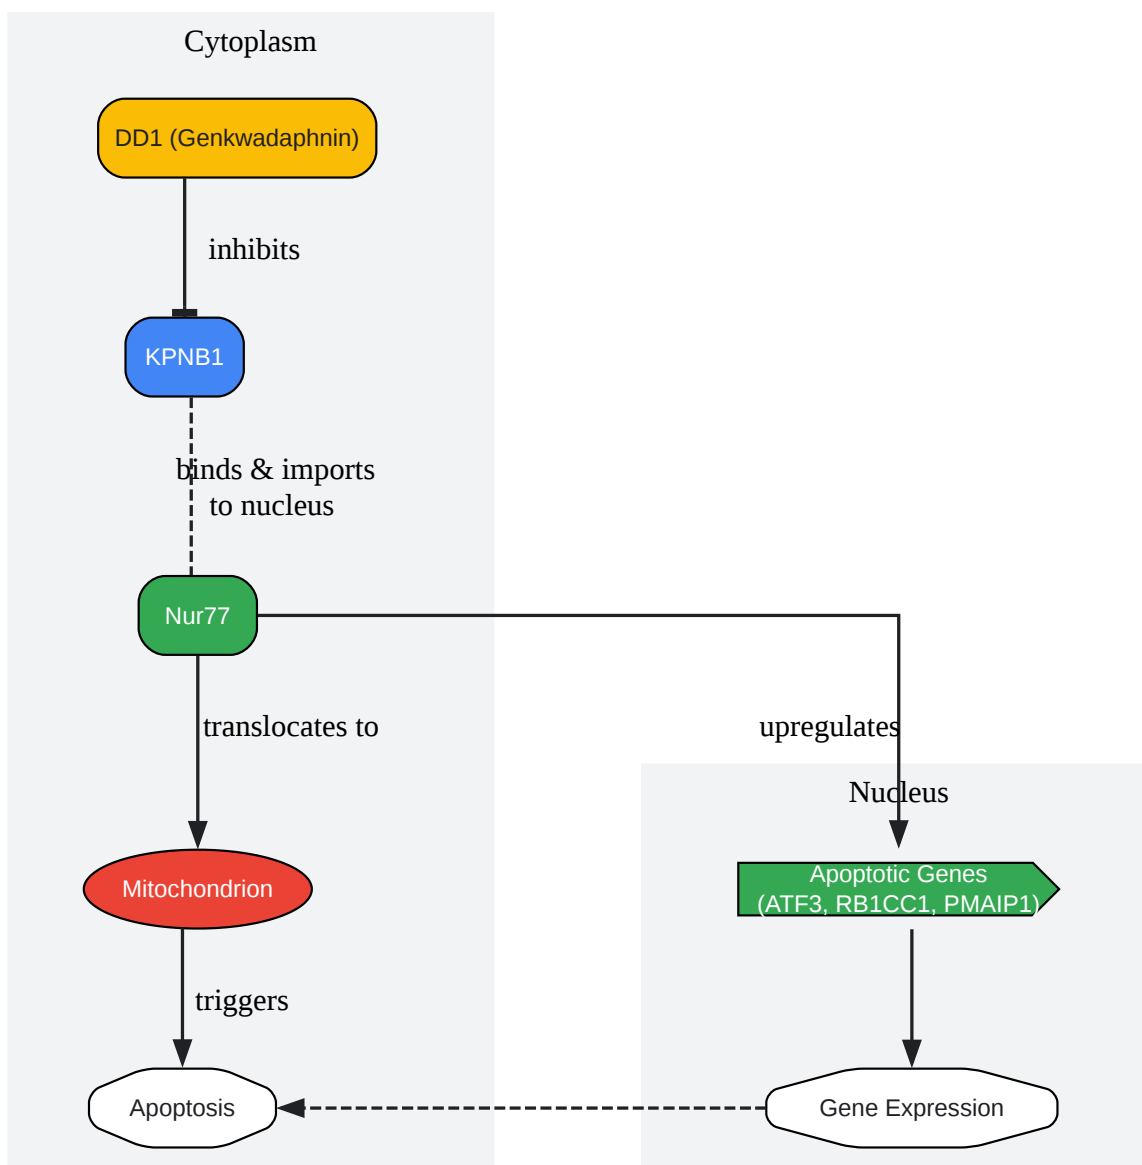 Cytoplasm
DD1 (Genkwadaphnin)
inhibits
KPNB1
binds & imports
to nucleus
Nur77
translocates to
upregulates
Nucleus
Mitochondrion
Apoptotic Genes
(ATF3, RB1CC1, PMAIP1)
triggers
Apoptosis
Gene Expression